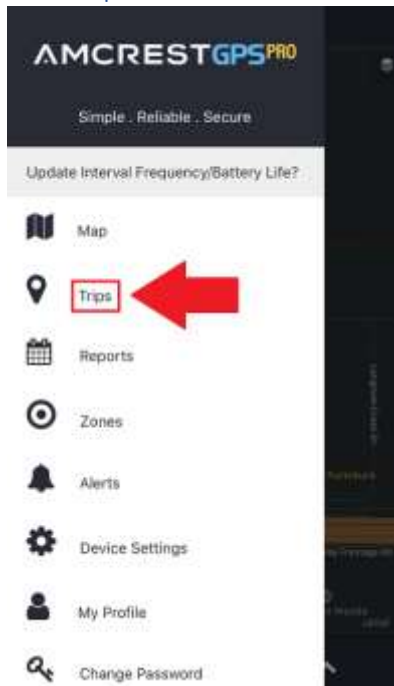 AMCRESTGPSPRO
Simple . Reliable . Secure
Update Interval Frequency/Battery Life?
Map
Trips
Reports
Zones
Alerts
Device Settings
My Profile
Change Password